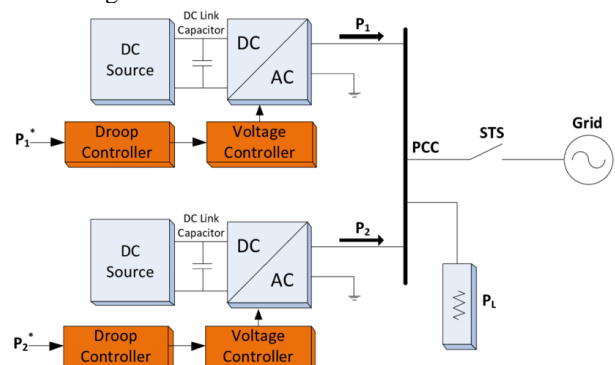 DC Source
DC Link Capacitor
DC
AC
P1
P1*
Droop Controller
Voltage Controller
PCC
STS
Grid
DC Source
DC Link Capacitor
DC
AC
P2
PL
P2*
Droop Controller
Voltage Controller